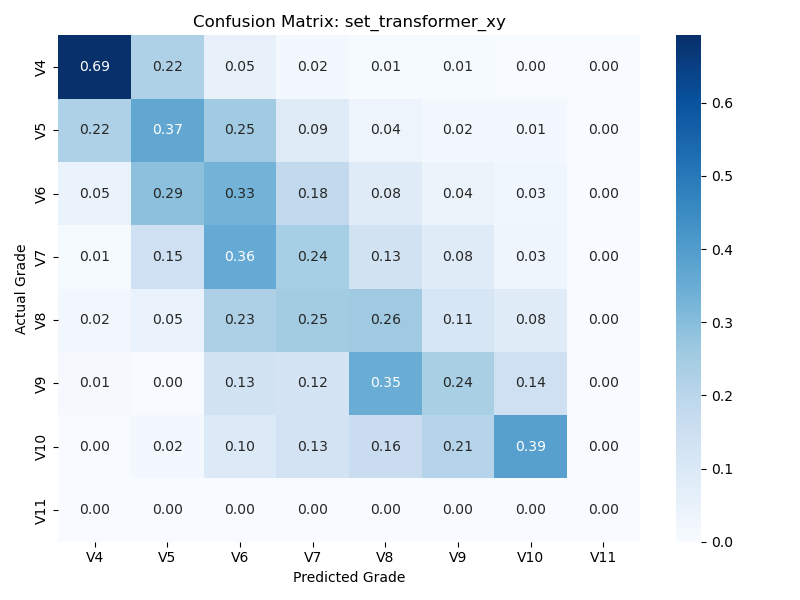 Confusion Matrix: set_transformer_xy
V4 0.69 0.22 0.05 0.02 0.01 0.01 0.00 0.00
V5 0.22 0.37 0.25 0.09 0.04 0.02 0.01 0.00
V6 0.05 0.29 0.33 0.18 0.08 0.04 0.03 0.00
V7 0.01 0.15 0.36 0.24 0.13 0.08 0.03 0.00
V8 0.02 0.05 0.23 0.25 0.26 0.11 0.08 0.00
V9 0.01 0.00 0.13 0.12 0.35 0.24 0.14 0.00
V10 0.00 0.02 0.10 0.13 0.16 0.21 0.39 0.00
V11 0.00 0.00 0.00 0.00 0.00 0.00 0.00 0.00
V4 V5 V6 V7 V8 V9 V10 V11
Predicted Grade
Actual Grade
0.6
0.5
0.4
0.3
0.2
0.1
0.0